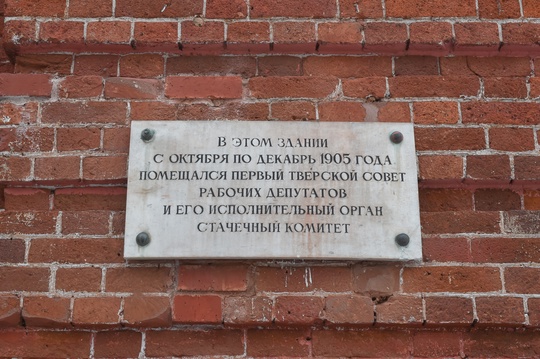 В ЭТОМ ЗДАНИИ
С ОКТЯБРЯ ПО ДЕКАБРЬ 1905 ГОДА
ПОМЕЩАЛСЯ ПЕРВЫЙ ТВЕРСКОЙ СОВЕТ
РАБОЧИХ ДЕПУТАТОВ
И ЕГО ИСПОЛНИТЕЛЬНЫЙ ОРГАН
СТАЧЕЧНЫЙ КОМИТЕТ